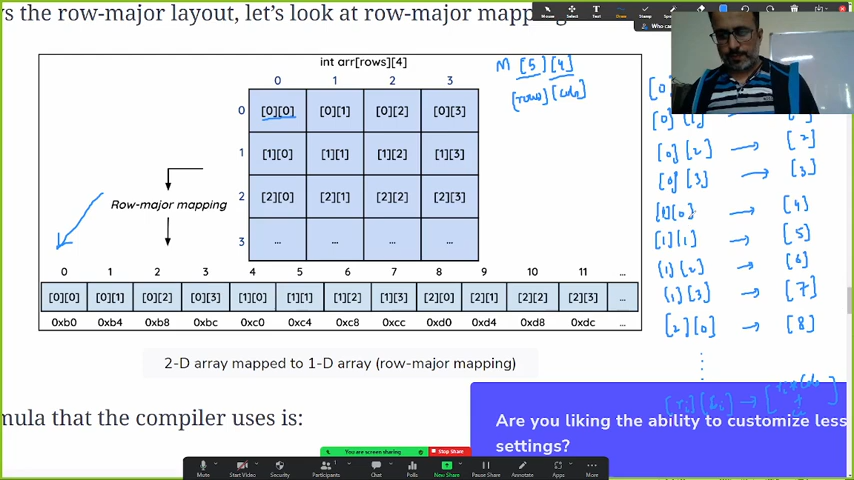 s the row-major layout, let's look at row-major mapp
Mouse Select Text Draw Stamp
Who can
int arr[rows][4]
0 1 2 3
0 [0][0] [0][1] [0][2] [0][3]
1 [1][0] [1][1] [1][2] [1][3]
2 [2][0] [2][1] [2][2] [2][3]
3 ... ... ... ...
Row-major mapping
M [5][4]
[rows][cols]
[0][2] → [2]
[0][3] → [3]
[1][0] → [4]
[1][1] → [5]
[1][2] → [6]
[1][3] → [7]
[2][0] → [8]
0 1 2 3 4 5 6 7 8 9 10 11 ...
[0][0] [0][1] [0][2] [0][3] [1][0] [1][1] [1][2] [1][3] [2][0] [2][1] [2][2] [2][3] ...
0xb0 0xb4 0xb8 0xbc 0xc0 0xc4 0xc8 0xcc 0xd0 0xd4 0xd8 0xdc ...
2-D array mapped to 1-D array (row-major mapping)
mula that the compiler uses is:
Are you liking the ability to customize less
settings?
You are screen sharing Stop Share
Mute Start Video Security Participants Chat Polls New Share Pause Share Annotate Apps More